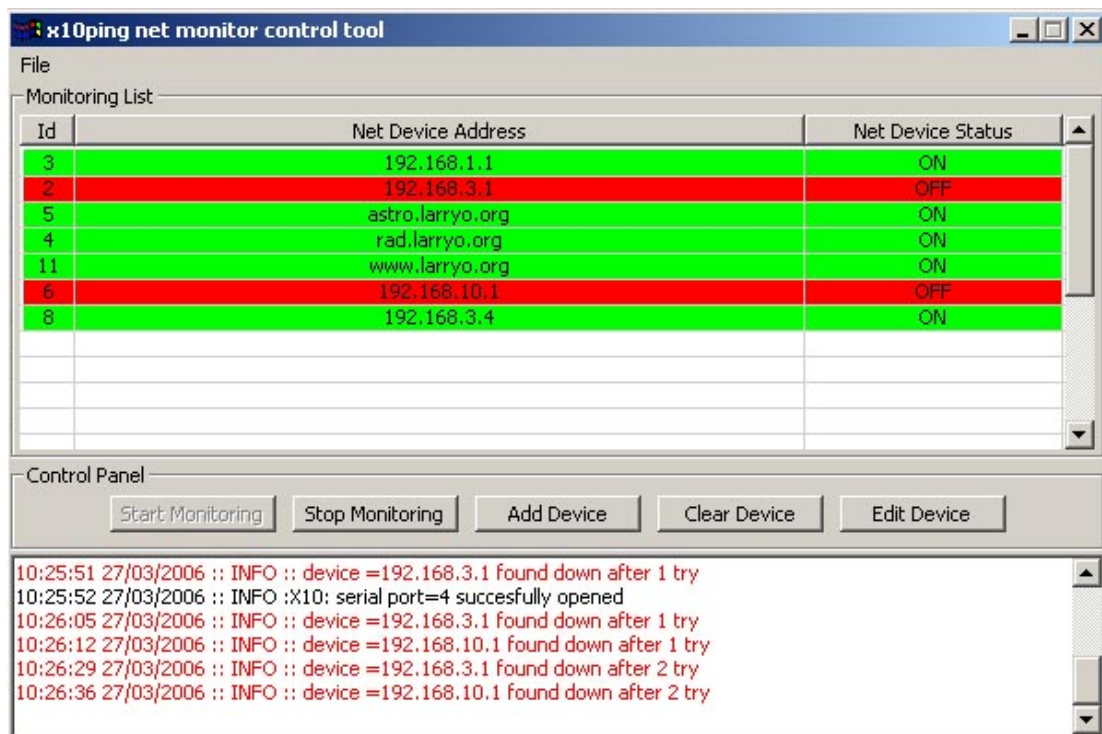 x10ping net monitor control tool
File
Monitoring List
Id Net Device Address Net Device Status
3 192.168.1.1 ON
2 192.168.3.1 OFF
5 astro.larryo.org ON
4 rad.larryo.org ON
11 www.larryo.org ON
6 192.168.10.1 OFF
8 192.168.3.4 ON
Control Panel
Start Monitoring Stop Monitoring Add Device Clear Device Edit Device
10:25:51 27/03/2006 :: INFO :: device =192.168.3.1 found down after 1 try
10:25:52 27/03/2006 :: INFO :X10: serial port=4 succesfully opened
10:26:05 27/03/2006 :: INFO :: device =192.168.3.1 found down after 1 try
10:26:12 27/03/2006 :: INFO :: device =192.168.10.1 found down after 1 try
10:26:29 27/03/2006 :: INFO :: device =192.168.3.1 found down after 2 try
10:26:36 27/03/2006 :: INFO :: device =192.168.10.1 found down after 2 try